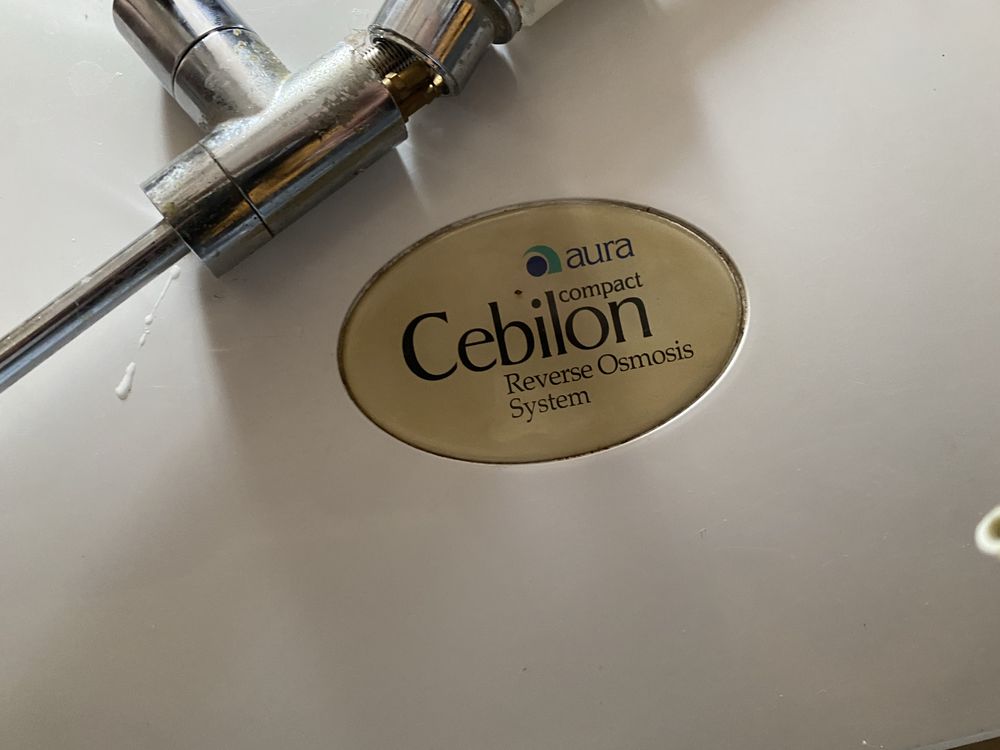 aura
compact
Cebilon
Reverse Osmosis
System